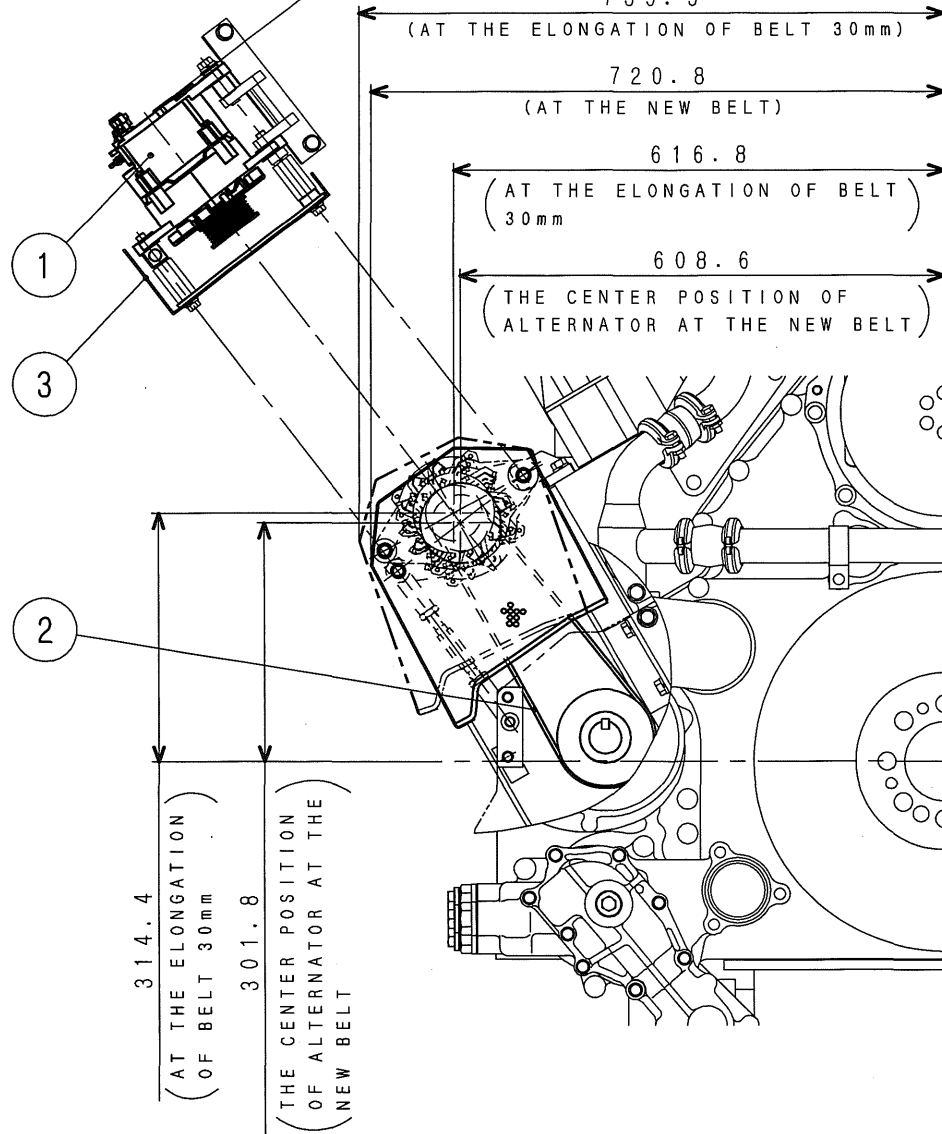 (AT THE ELONGATION OF BELT 30mm)
720.8
(AT THE NEW BELT)
616.8
(AT THE ELONGATION OF BELT
30mm)
608.6
(THE CENTER POSITION OF
ALTERNATOR AT THE NEW BELT)
1
3
2
314.4
(AT THE ELONGATION
OF BELT 30mm)
301.8
(THE CENTER POSITION
OF ALTERNATOR AT THE
NEW BELT)